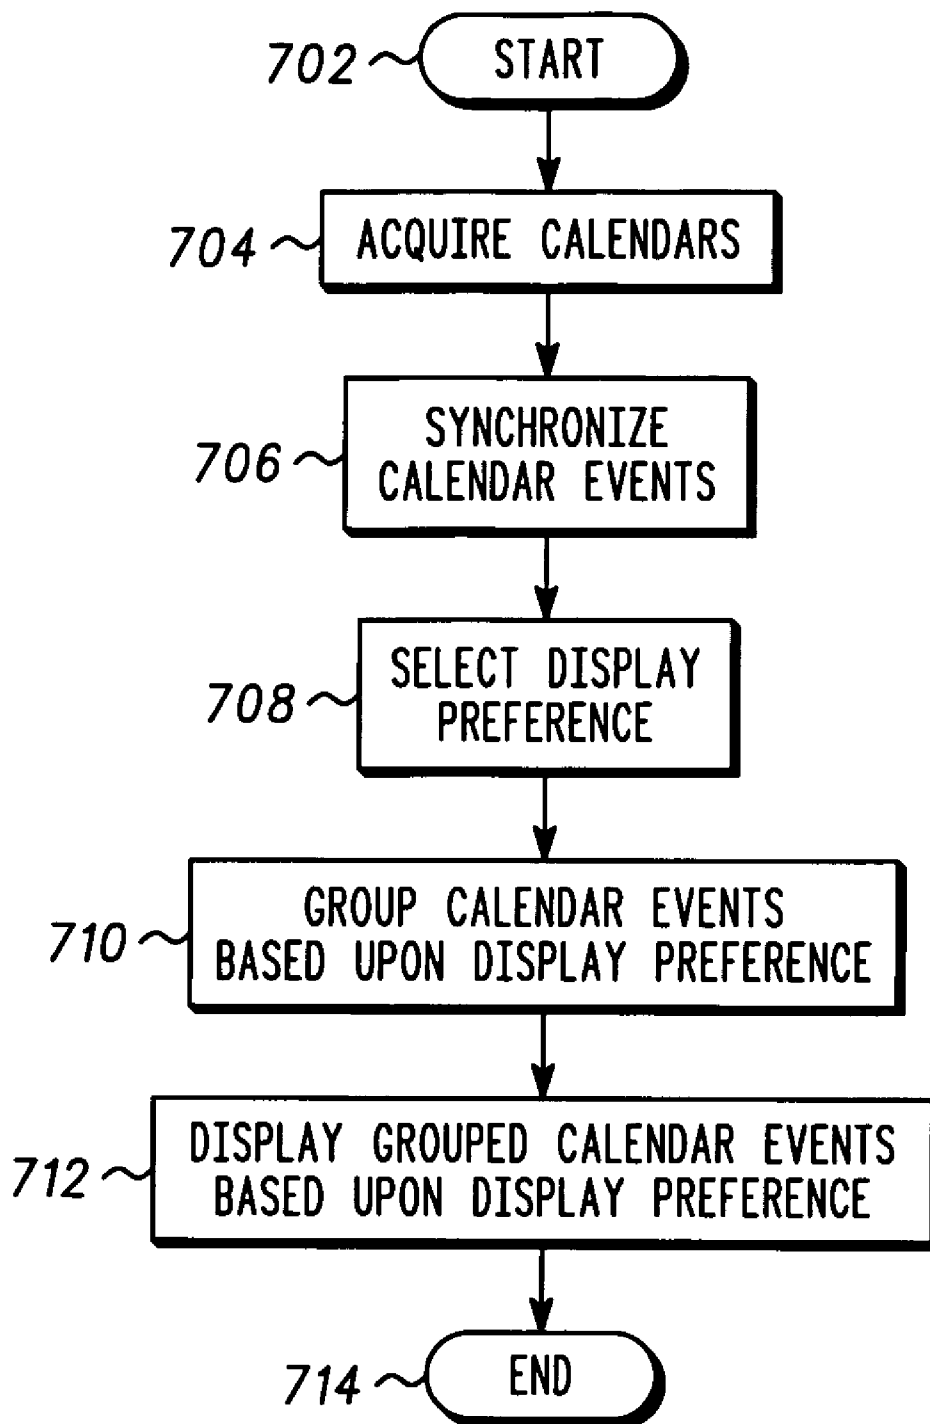 702 START
704 ACQUIRE CALENDARS
SYNCHRONIZE
706 CALENDAR EVENTS
SELECT DISPLAY
708 PREFERENCE
GROUP CALENDAR EVENTS
710 BASED UPON DISPLAY PREFERENCE
DISPLAY GROUPED CALENDAR EVENTS
712 BASED UPON DISPLAY PREFERENCE
714 END